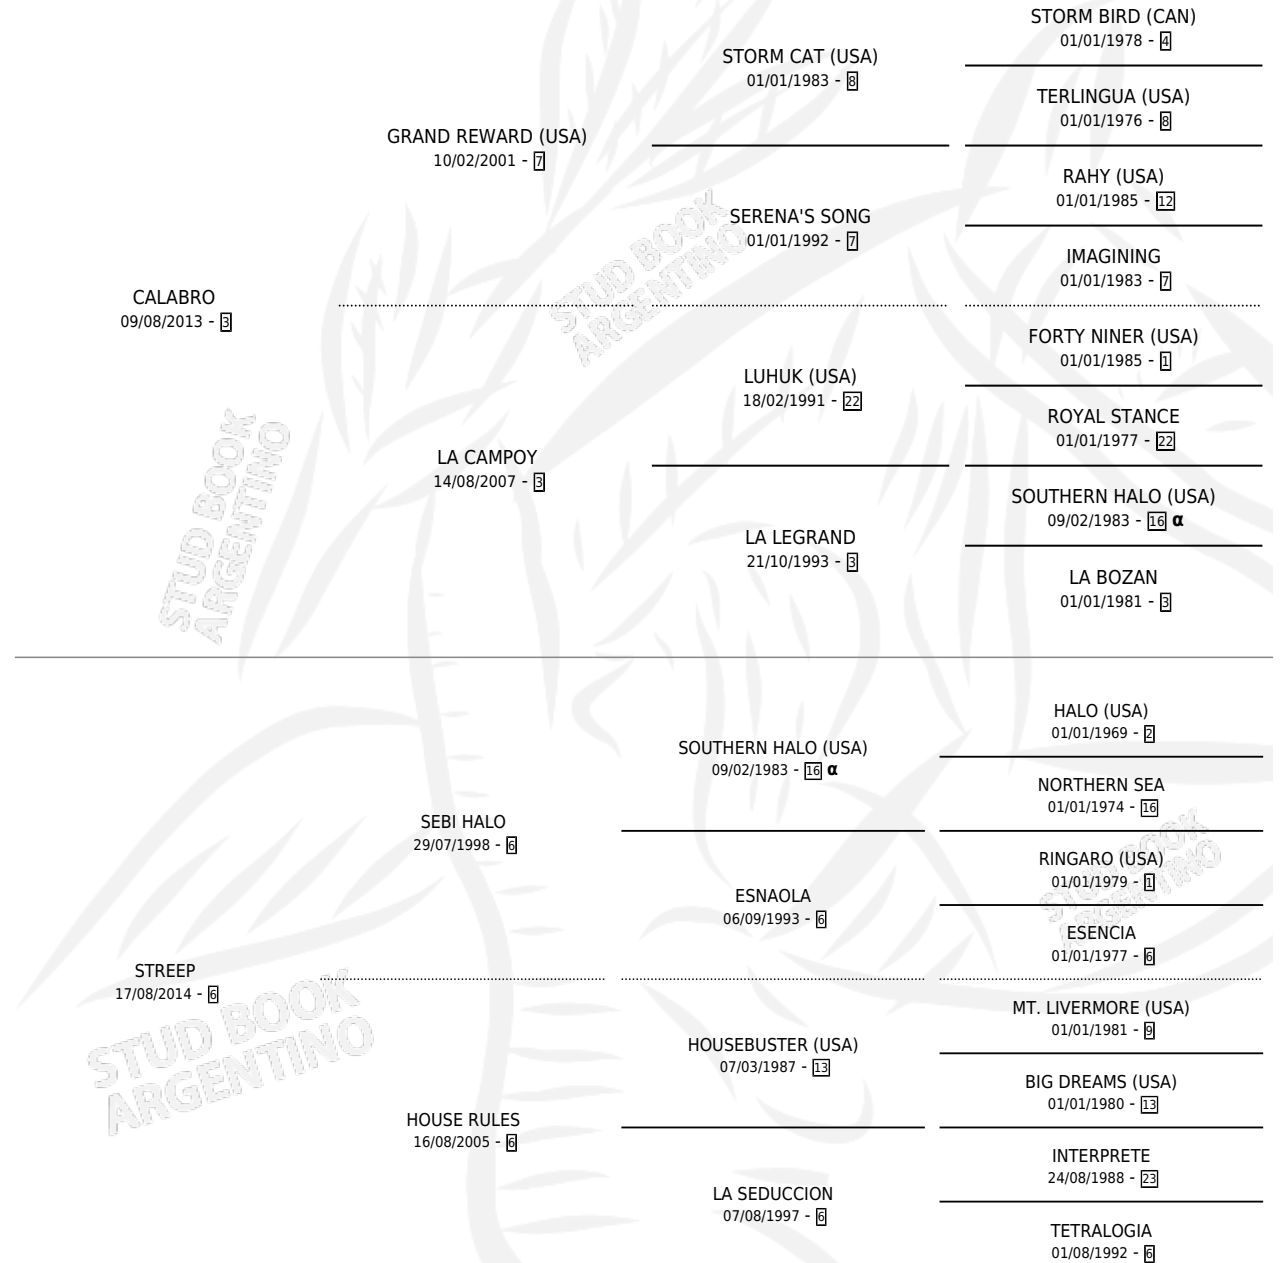 STORM BIRD (CAN)
01/01/1978 - 4
STORM CAT (USA)
01/01/1983 - 8
TERLINGUA (USA)
01/01/1976 - 8
GRAND REWARD (USA)
10/02/2001 - 7
RAHY (USA)
01/01/1985 - 12
SERENA'S SONG
01/01/1992 - 7
IMAGINING
01/01/1983 - 7
STUD BOOK
ARGENTINO
CALABRO
09/08/2013 - 3
FORTY NINER (USA)
01/01/1985 - 1
LUHUK (USA)
18/02/1991 - 22
ROYAL STANCE
01/01/1977 - 22
LA CAMPOY
14/08/2007 - 3
SOUTHERN HALO (USA)
09/02/1983 - 16 α
LA LEGRAND
21/10/1993 - 3
LA BOZAN
01/01/1981 - 3
STUD BOOK
ARGENTINO
HALO (USA)
01/01/1969 - 2
SOUTHERN HALO (USA)
09/02/1983 - 16 α
NORTHERN SEA
01/01/1974 - 16
SEBI HALO
29/07/1998 - 6
RINGARO (USA)
01/01/1979 - 1
ESNAOLA
06/09/1993 - 6
ESENCIA
01/01/1977 - 6
STUD BOOK
ARGENTINO
STREEP
17/08/2014 - 6
MT. LIVERMORE (USA)
01/01/1981 - 9
HOUSEBUSTER (USA)
07/03/1987 - 13
BIG DREAMS (USA)
01/01/1980 - 13
HOUSE RULES
16/08/2005 - 6
INTERPRETE
24/08/1988 - 23
LA SEDUCCION
07/08/1997 - 6
TETRALOGIA
01/08/1992 - 6
STUD BOOK
ARGENTINO